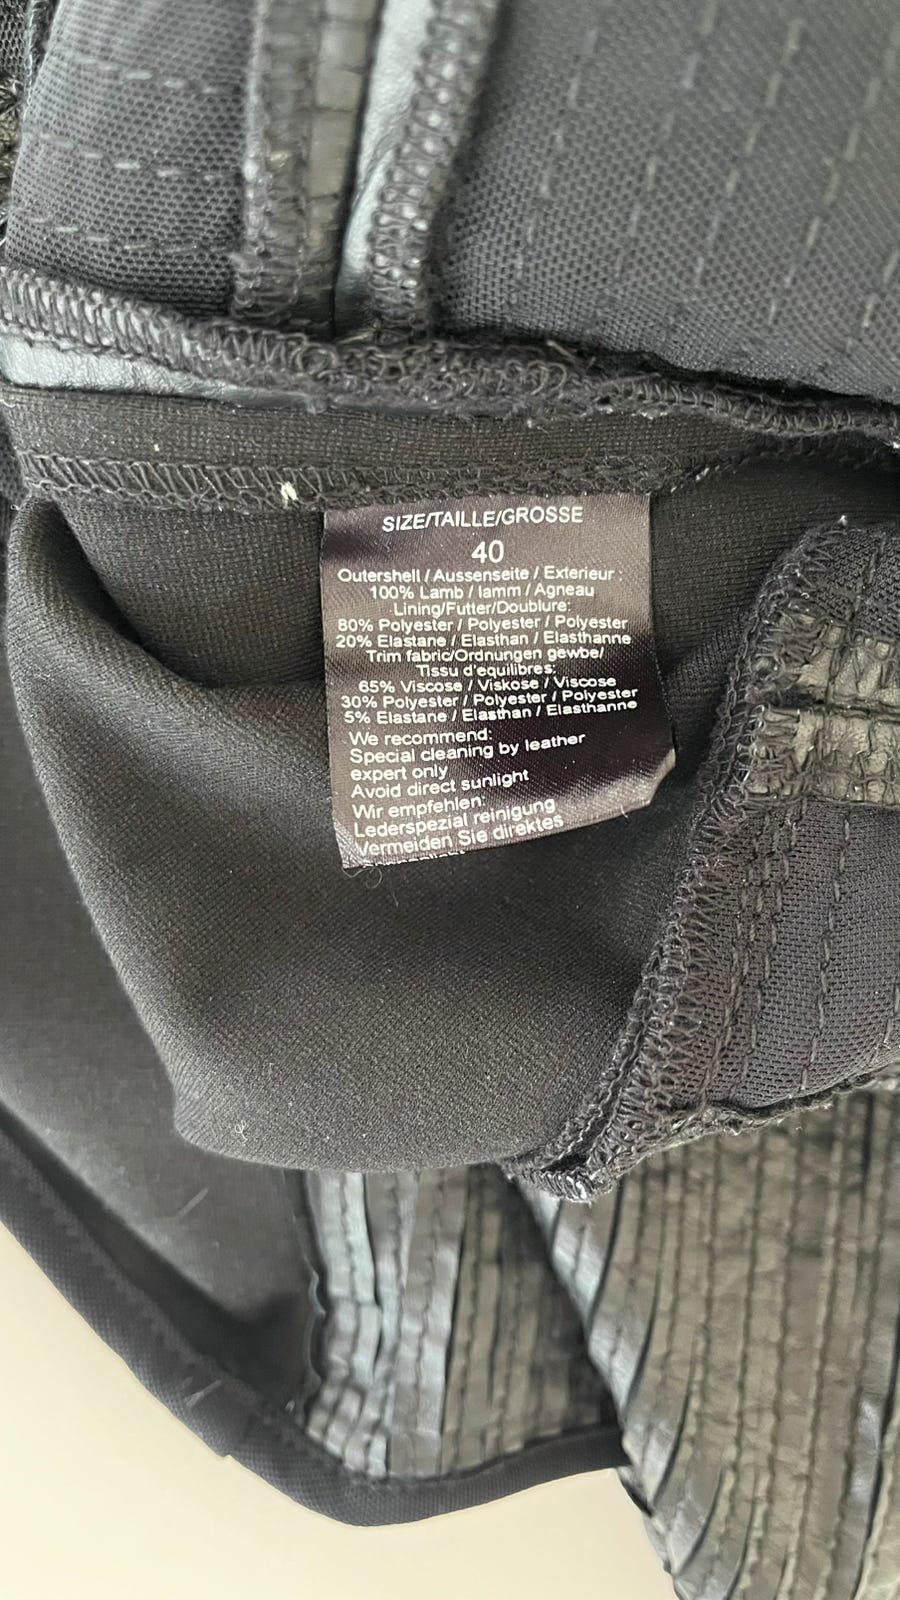 SIZE/TAILLE/GROSSE
40
Outershell / Aussenseite / Exterieur :
100% Lamb / lamm / Agneau
Lining/Futter/Doublure:
80% Polyester / Polyester / Polyester
20% Elastane / Elasthan / Elasthanne
Trim fabric/Ordnungen gewbe/
Tissu d'equilibres:
65% Viscose / Viskose / Viscose
30% Polyester / Polyester / Polyester
5% Elastane / Elasthan / Elasthanne
We recommend:
Special cleaning by leather
expert only
Avoid direct sunlight
Wir empfehlen:
Lederspezial reinigung
Vermeiden Sie direktes